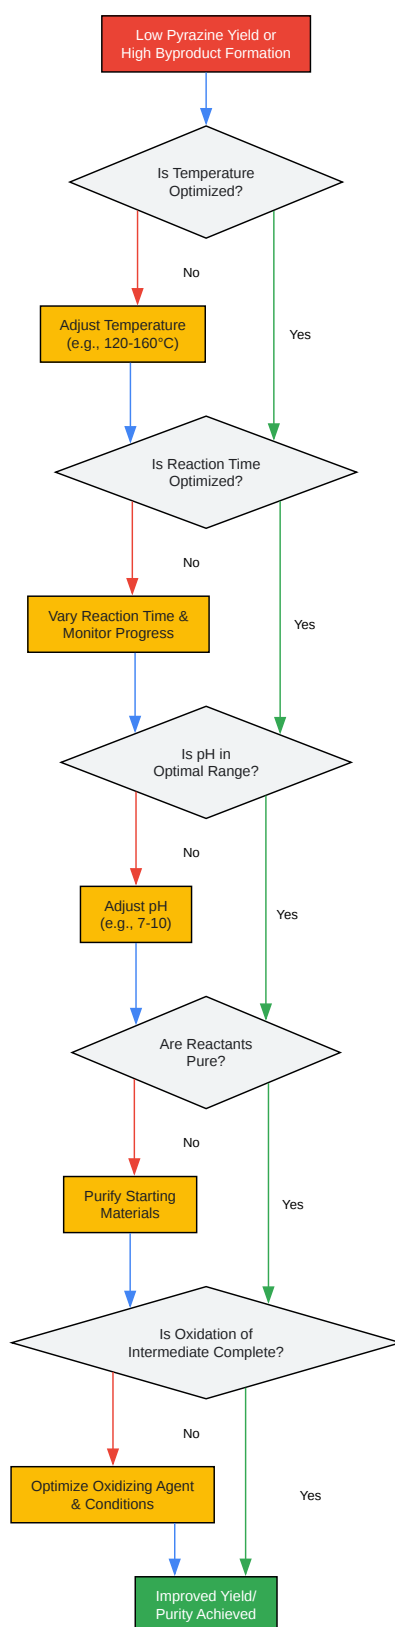 Low Pyrazine Yield or
High Byproduct Formation
Is Temperature
Optimized?
No
Adjust Temperature
(e.g., 120-160°C)
Yes
Is Reaction Time
Optimized?
No
Vary Reaction Time &
Monitor Progress
Yes
Is pH in
Optimal Range?
No
Adjust pH
(e.g., 7-10)
Yes
Are Reactants
Pure?
No
Purify Starting
Materials
Yes
Is Oxidation of
Intermediate Complete?
No
Optimize Oxidizing Agent
& Conditions
Yes
Improved Yield/
Purity Achieved